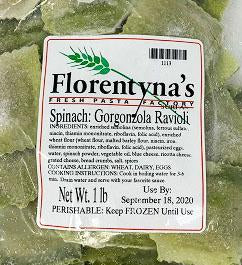 1113
Florentyna's
FRESH PASTA FACTORY
Spinach: Gorgonzola Ravioli
INGREDIENTS: enriched semolina (semolina, ferrous sulfate,
niacin, thiamin mononitrate, riboflavin, folic acid), enriched
wheat flour (wheat flour, malted barley flour, niacin, iron,
thiamin mononitrate, riboflavin, folic acid), pasteurized eggs,
water, spinach powder, vegetable oil, blue cheese, ricotta cheese,
grated cheese, bread crumbs, salt, spices
CONTAINS ALLERGEN: WHEAT, DAIRY, EGGS
COOKING INSTRUCTIONS: Cook in boiling water for 3-6
min. Drain water and serve with your favorite sauce.
Net Wt. 1 lb
Use By:
September 18, 2020
PERISHABLE: Keep FROZEN Until Use